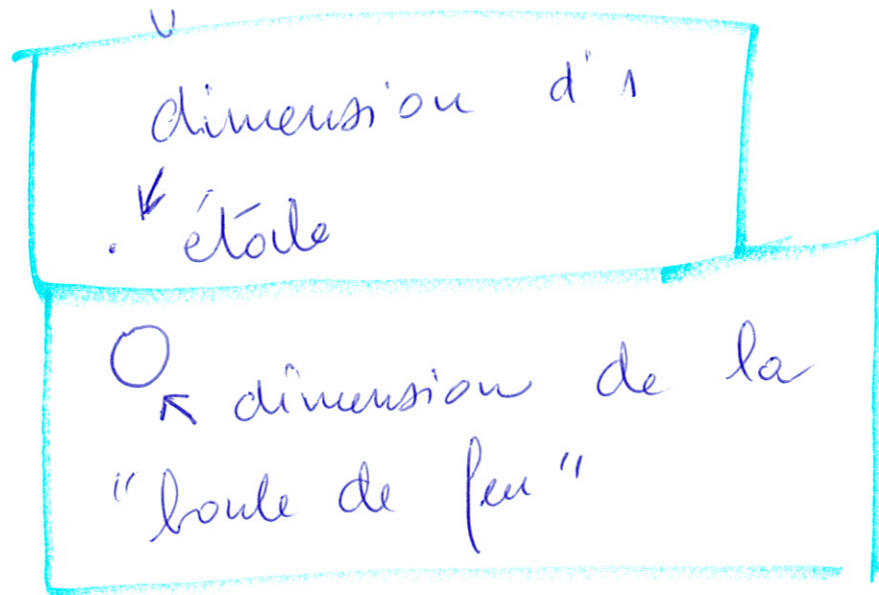 dimension d'1
étoile
dimension de la
"boule de feu"